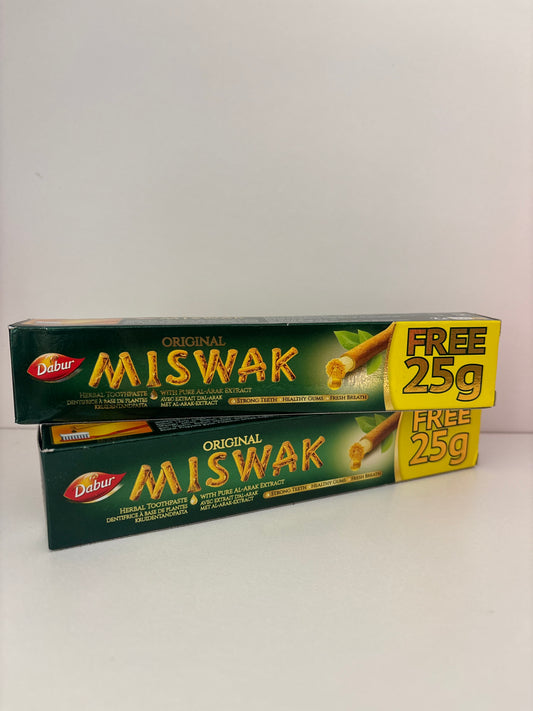 ORIGINAL
Dabur
MISWAK
HERBAL TOOTHPASTE
DENTIFRICE À BASE DE PLANTES
KRUIDENTANDPASTA
WITH PURE AL-ARAK EXTRACT
AVEC EXTRAIT D'AL-ARAK
MET AL-ARAK-EXTRACT
STRONG TEETH HEALTHY GUMS FRESH BREATH
FREE
25g
ORIGINAL
Dabur
MISWAK
HERBAL TOOTHPASTE
DENTIFRICE À BASE DE PLANTES
KRUIDENTANDPASTA
WITH PURE AL-ARAK EXTRACT
AVEC EXTRAIT D'AL-ARAK
MET AL-ARAK-EXTRACT
STRONG TEETH HEALTHY GUMS FRESH BREATH
FREE
25g